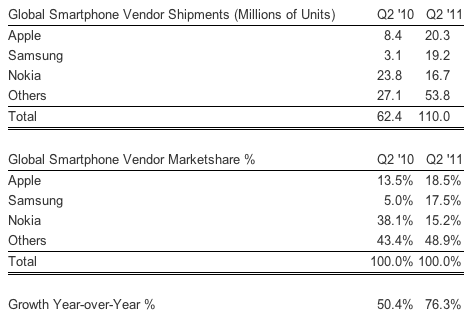 Global Smartphone Vendor Shipments (Millions of Units) Q2 '10 Q2 '11
Apple 8.4 20.3
Samsung 3.1 19.2
Nokia 23.8 16.7
Others 27.1 53.8
Total 62.4 110.0
Global Smartphone Vendor Marketshare % Q2 '10 Q2 '11
Apple 13.5% 18.5%
Samsung 5.0% 17.5%
Nokia 38.1% 15.2%
Others 43.4% 48.9%
Total 100.0% 100.0%
Growth Year-over-Year % 50.4% 76.3%